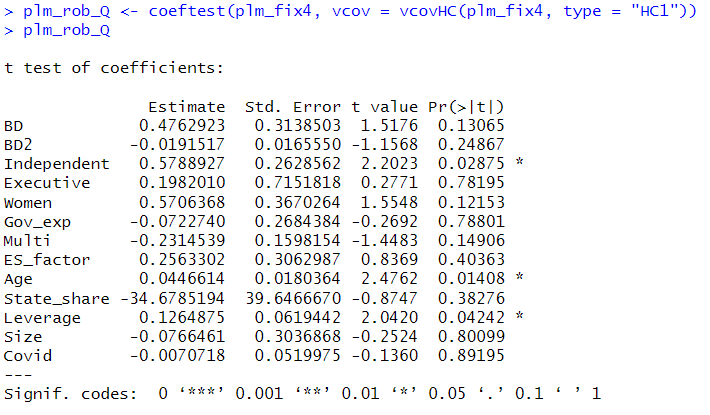 > plm_rob_Q <- coeftest(plm_fix4, vcov = vcovHC(plm_fix4, type = "HC1"))
> plm_rob_Q

t test of coefficients:

               Estimate  Std. Error t value Pr(>|t|)
BD            0.4762923   0.3138503  1.5176  0.13065
BD2          -0.0191517   0.0165550 -1.1568  0.24867
Independent   0.5788927   0.2628562  2.2023  0.02875 *
Executive     0.1982010   0.7151818  0.2771  0.78195
Women         0.5706368   0.3670264  1.5548  0.12153
Gov_exp      -0.0722740   0.2684384 -0.2692  0.78801
Multi        -0.2314539   0.1598154 -1.4483  0.14906
ES_factor     0.2563302   0.3062987  0.8369  0.40363
Age           0.0446614   0.0180364  2.4762  0.01408 *
State_share -34.6785194  39.6466670 -0.8747  0.38276
Leverage      0.1264875   0.0619442  2.0420  0.04242 *
Size         -0.0766461   0.3036868 -0.2524  0.80099
Covid        -0.0070718   0.0519975 -0.1360  0.89195
---
Signif. codes:  0 ‘***’ 0.001 ‘**’ 0.01 ‘*’ 0.05 ‘.’ 0.1 ‘ ’ 1